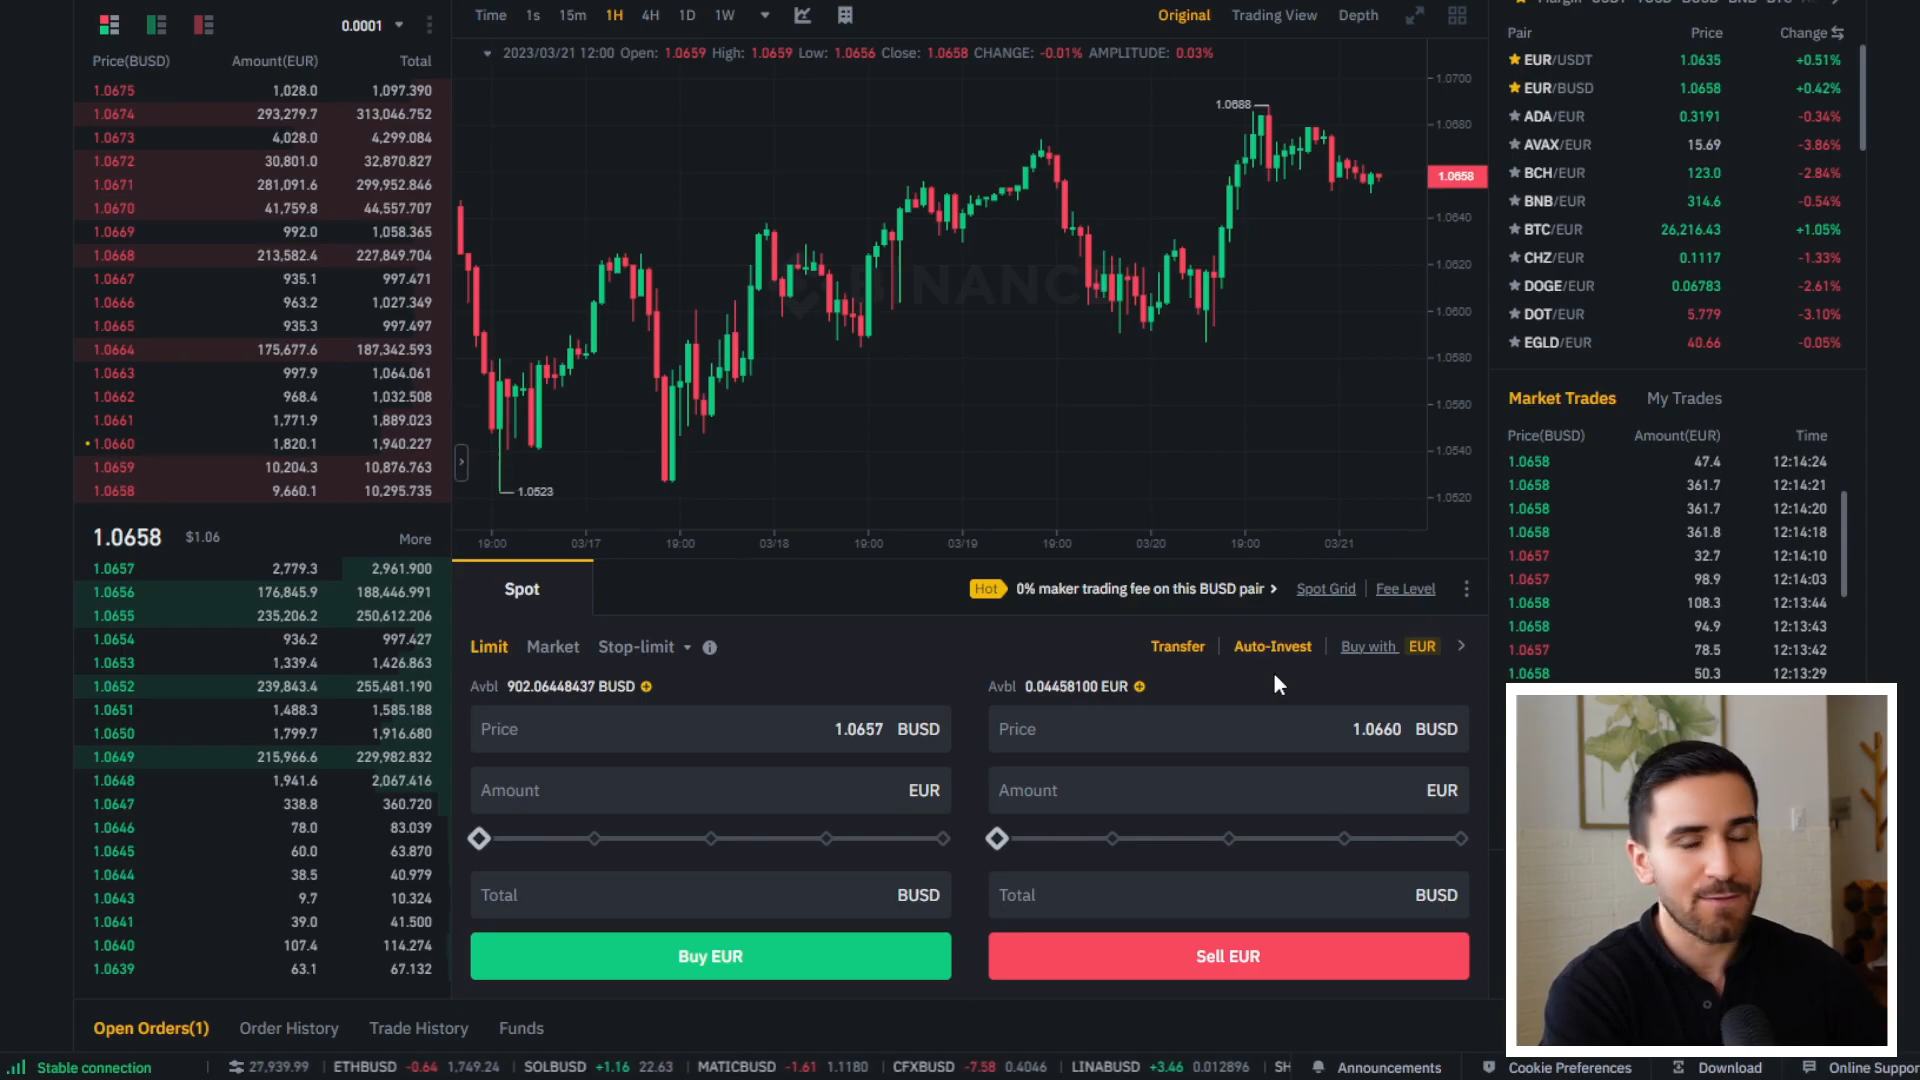 0.0001
Price(BUSD) Amount(EUR) Total
1.0675 1,028.0 1,097.390
1.0674 293,279.7 313,046.752
1.0673 4,028.0 4,299.084
1.0672 30,801.0 32,870.827
1.0671 281,091.6 299,952.846
1.0670 41,759.8 44,557.707
1.0669 992.0 1,058.365
1.0668 213,582.4 227,849.704
1.0667 935.1 997.471
1.0666 963.2 1,027.349
1.0665 935.3 997.497
1.0664 175,677.6 187,342.593
1.0663 997.9 1,064.061
1.0662 968.4 1,032.508
1.0661 1,771.9 1,889.023
1.0660 1,820.1 1,940.227
1.0659 10,204.3 10,876.763
1.0658 9,660.1 10,295.735
1.0658 $1.06 More
1.0657 2,779.3 2,961.900
1.0656 176,845.9 188,446.991
1.0655 235,206.2 250,612.206
1.0654 936.2 997.427
1.0653 1,339.4 1,426.863
1.0652 239,843.4 255,481.190
1.0651 1,488.3 1,585.188
1.0650 1,799.7 1,916.680
1.0649 215,966.6 229,982.832
1.0648 1,941.6 2,067.416
1.0647 338.8 360.720
1.0646 78.0 83.039
1.0645 60.0 63.870
1.0644 38.5 40.979
1.0643 9.7 10.324
1.0641 39.0 41.500
1.0640 107.4 114.274
1.0639 63.1 67.132
Time 1s 15m 1H 4H 1D 1W Original Trading View Depth
2023/03/21 12:00 Open: 1.0659 High: 1.0659 Low: 1.0656 Close: 1.0658 CHANGE: -0.01% AMPLITUDE: 0.03%
1.0700
1.0688
1.0680
1.0658
1.0640
1.0620
BINANCE
1.0600
1.0580
1.0560
1.0540
1.0523
1.0520
19:00 03/17 19:00 03/18 19:00 03/19 19:00 03/20 19:00 03/21
Spot Hot 0% maker trading fee on this BUSD pair Spot Grid Fee Level
Limit Market Stop-limit Transfer Auto-Invest Buy with EUR
Avbl 902.06448437 BUSD Avbl 0.04458100 EUR
Price 1.0657 BUSD Price 1.0660 BUSD
Amount EUR Amount EUR
Total BUSD Total BUSD
Buy EUR Sell EUR
Pair Price Change
EUR/USDT 1.0635 +0.51%
EUR/BUSD 1.0658 +0.42%
ADA/EUR 0.3191 -0.34%
AVAX/EUR 15.69 -3.86%
BCH/EUR 123.0 -2.84%
BNB/EUR 314.6 -0.54%
BTC/EUR 26,216.43 +1.05%
CHZ/EUR 0.1117 -1.33%
DOGE/EUR 0.06783 -2.61%
DOT/EUR 5.779 -3.10%
EGLD/EUR 40.66 -0.05%
Market Trades My Trades
Price(BUSD) Amount(EUR) Time
1.0658 47.4 12:14:24
1.0658 361.7 12:14:21
1.0658 361.7 12:14:20
1.0658 361.8 12:14:18
1.0657 32.7 12:14:10
1.0657 98.9 12:14:03
1.0658 108.3 12:13:44
1.0658 94.9 12:13:43
1.0657 78.5 12:13:42
1.0658 50.3 12:13:29
Open Orders(1) Order History Trade History Funds
Stable connection 27,939.99 ETHBUSD -0.64 1,749.24 SOLBUSD +1.16 22.63 MATICBUSD -1.61 1.1180 CFXBUSD -7.58 0.4046 LINABUSD +3.46 0.012896 SH Announcements Cookie Preferences Download Online Suppor